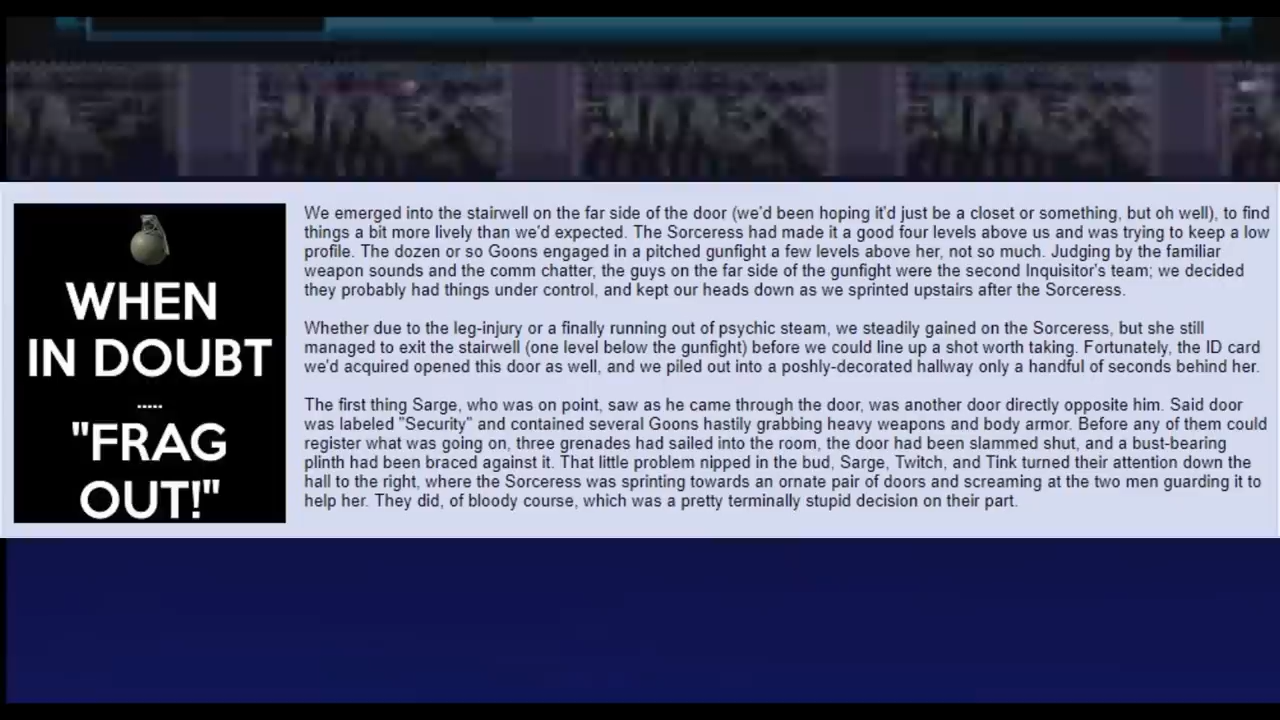 WHEN
IN DOUBT
.....
"FRAG
OUT!"
We emerged into the stairwell on the far side of the door (we'd been hoping it'd just be a closet or something, but oh well), to find
things a bit more lively than we'd expected. The Sorceress had made it a good four levels above us and was trying to keep a low
profile. The dozen or so Goons engaged in a pitched gunfight a few levels above her, not so much. Judging by the familiar
weapon sounds and the comm chatter, the guys on the far side of the gunfight were the second Inquisitor's team; we decided
they probably had things under control, and kept our heads down as we sprinted upstairs after the Sorceress.
Whether due to the leg-injury or a finally running out of psychic steam, we steadily gained on the Sorceress, but she still
managed to exit the stairwell (one level below the gunfight) before we could line up a shot worth taking. Fortunately, the ID card
we'd acquired opened this door as well, and we piled out into a poshly-decorated hallway only a handful of seconds behind her.
The first thing Sarge, who was on point, saw as he came through the door, was another door directly opposite him. Said door
was labeled "Security" and contained several Goons hastily grabbing heavy weapons and body armor. Before any of them could
register what was going on, three grenades had sailed into the room, the door had been slammed shut, and a bust-bearing
plinth had been braced against it. That little problem nipped in the bud, Sarge, Twitch, and Tink turned their attention down the
hall to the right, where the Sorceress was sprinting towards an ornate pair of doors and screaming at the two men guarding it to
help her. They did, of bloody course, which was a pretty terminally stupid decision on their part.